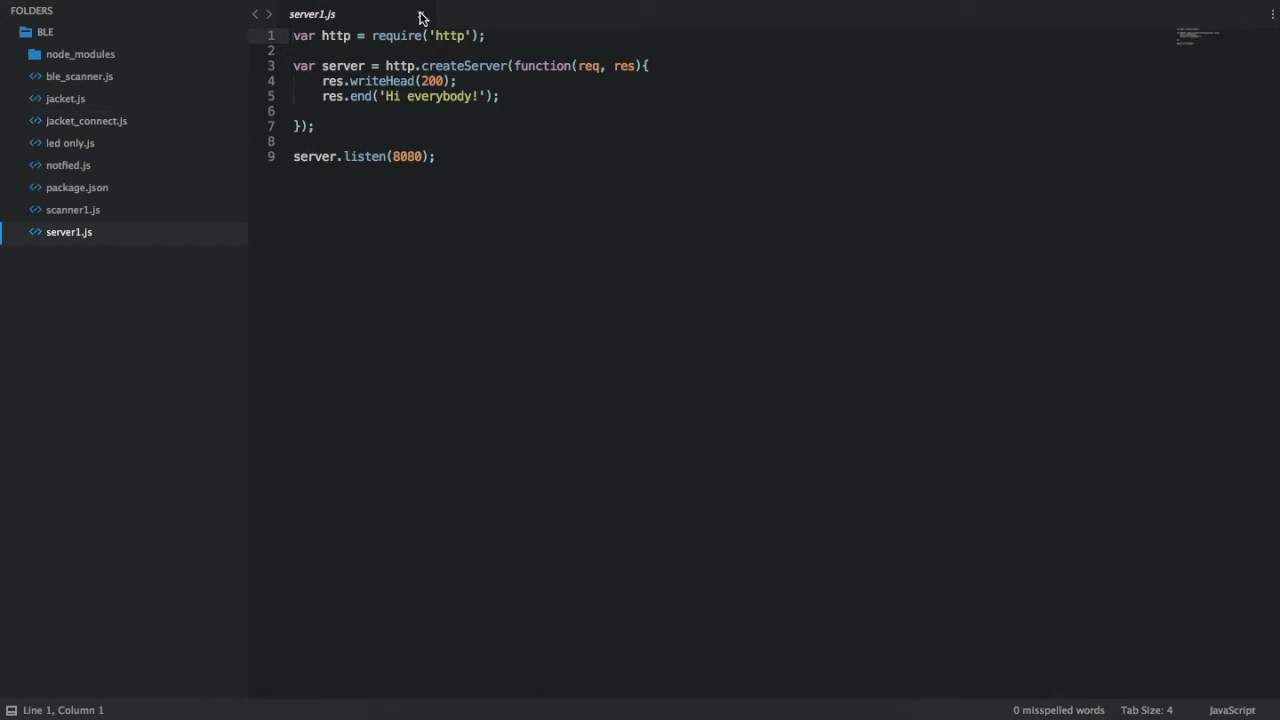 FOLDERS
BLE
node_modules
ble_scanner.js
jacket.js
jacket_connect.js
led only.js
notfied.js
package.json
scanner1.js
server1.js
server1.js
1 var http = require('http');
2
3 var server = http.createServer(function(req, res){
4     res.writeHead(200);
5     res.end('Hi everybody!');
6
7 });
8
9 server.listen(8080);
Line 1, Column 1
0 misspelled words
Tab Size: 4
JavaScript